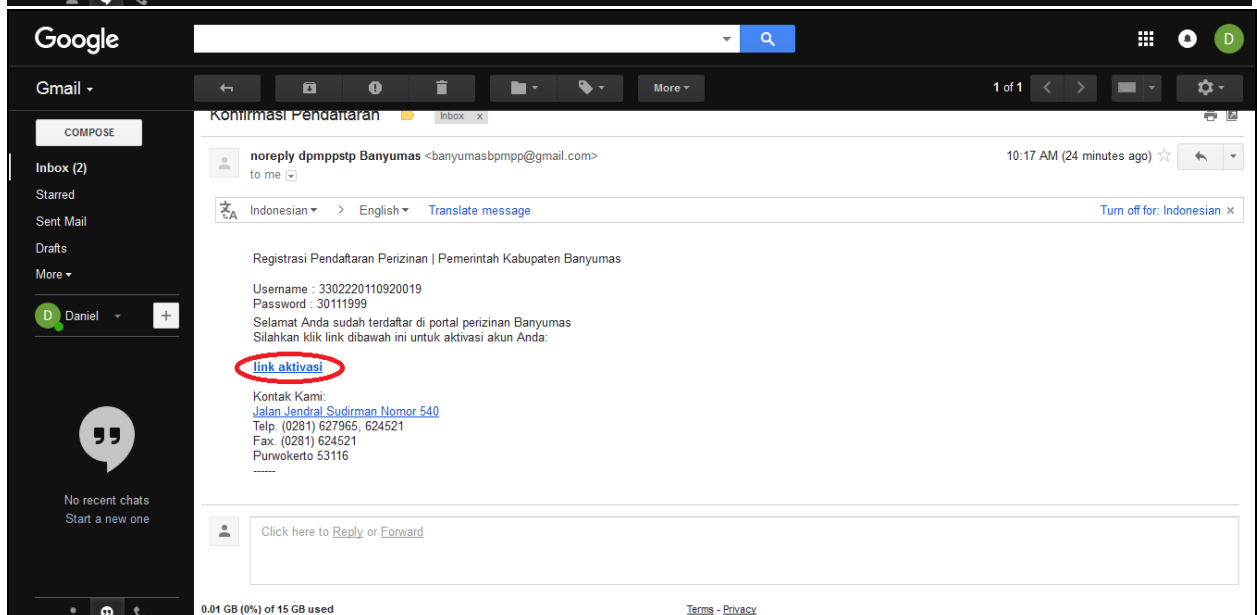 Google
D
Gmail
More
1 of 1
COMPOSE
Konfirmasi Pendaftaran
Inbox x
Inbox (2)
Starred
Sent Mail
Drafts
More
noreply dpmppstp Banyumas <banyumasbpmpp@gmail.com>
10:17 AM (24 minutes ago)
to me
Indonesian > English Translate message
Turn off for: Indonesian ×
D Daniel +
Registrasi Pendaftaran Perizinan | Pemerintah Kabupaten Banyumas
Username : 3302220110920019
Password : 30111999
Selamat Anda sudah terdaftar di portal perizinan Banyumas
Silahkan klik link dibawah ini untuk aktivasi akun Anda:
link aktivasi
Kontak Kami:
Jalan Jendral Sudirman Nomor 540
Telp. (0281) 627965, 624521
Fax. (0281) 624521
Purwokerto 53116
------
No recent chats
Start a new one
Click here to Reply or Forward
0.01 GB (0%) of 15 GB used
Terms - Privacy